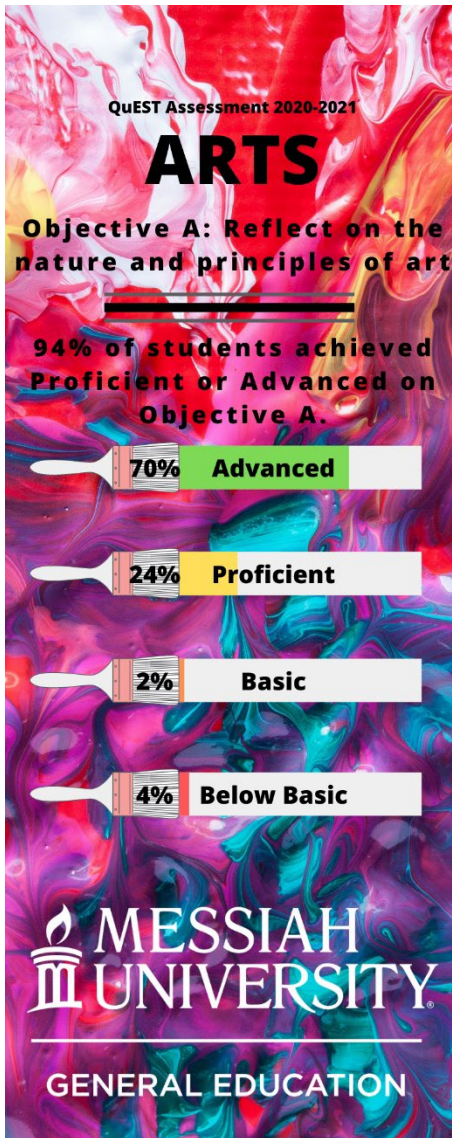 QuEST Assessment 2020-2021
ARTS
Objective A: Reflect on the
nature and principles of art
94% of students achieved
Proficient or Advanced on
Objective A.
70% Advanced
24% Proficient
2% Basic
4% Below Basic
MESSIAH
UNIVERSITY®
GENERAL EDUCATION